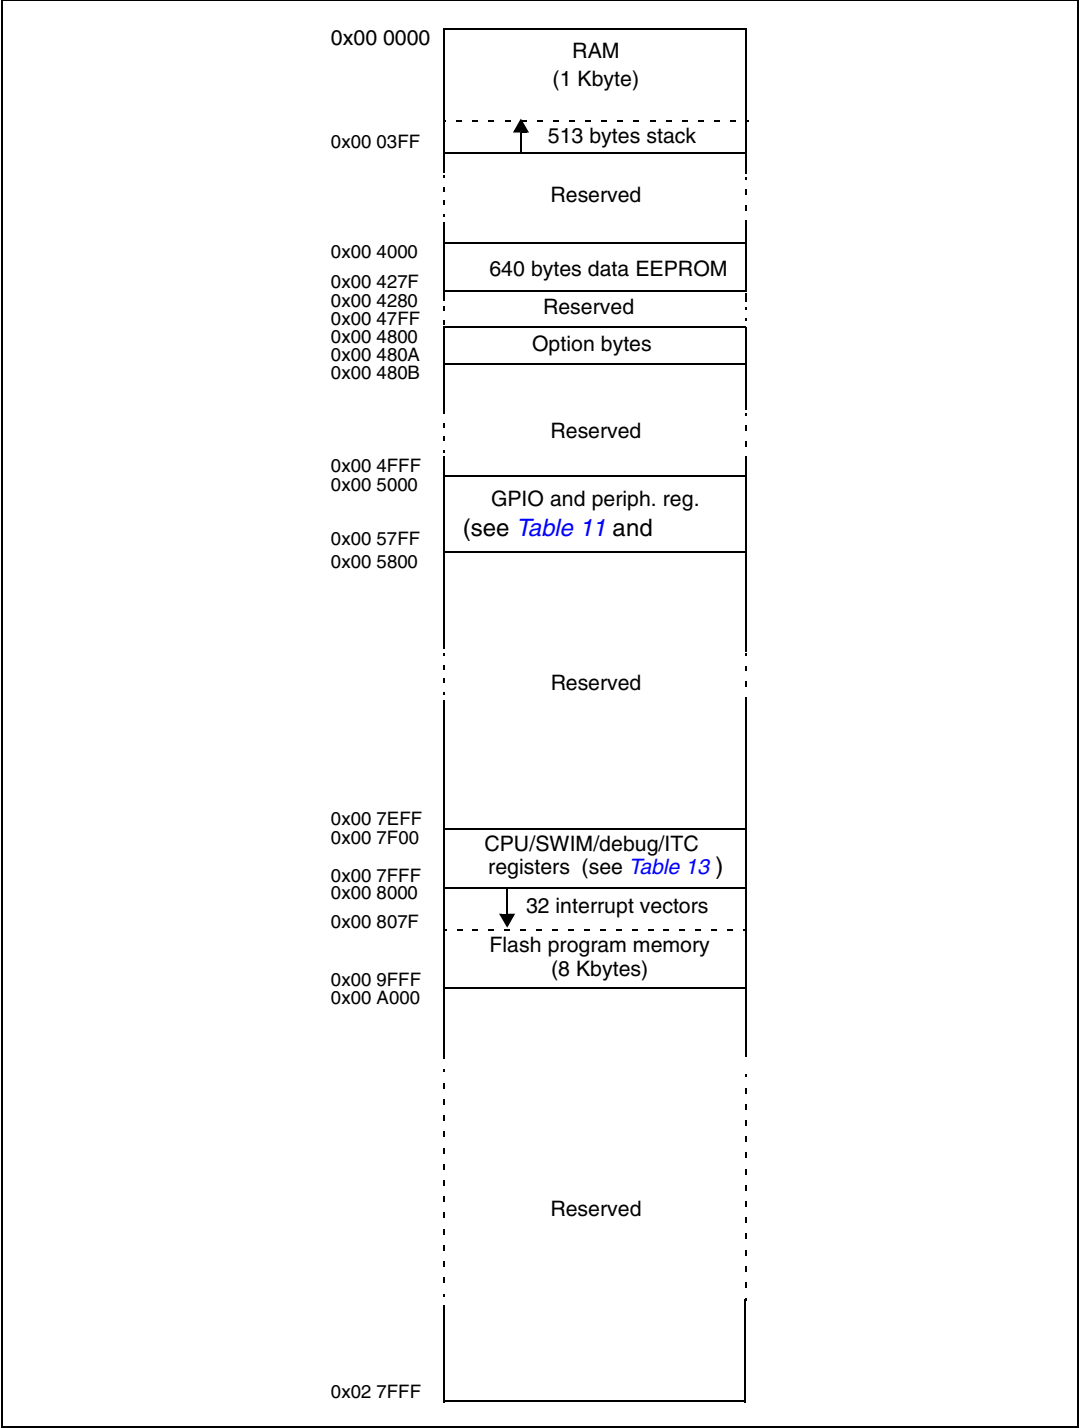 0x00 0000
RAM
(1 Kbyte)
513 bytes stack
0x00 03FF
Reserved
0x00 4000
640 bytes data EEPROM
0x00 427F
0x00 4280
Reserved
0x00 47FF
0x00 4800
Option bytes
0x00 480A
0x00 480B
Reserved
0x00 4FFF
0x00 5000
GPIO and periph. reg.
(see Table 11 and
0x00 57FF
0x00 5800
Reserved
0x00 7EFF
0x00 7F00
CPU/SWIM/debug/ITC
registers (see Table 13 )
0x00 7FFF
0x00 8000
32 interrupt vectors
0x00 807F
Flash program memory
(8 Kbytes)
0x00 9FFF
0x00 A000
Reserved
0x02 7FFF